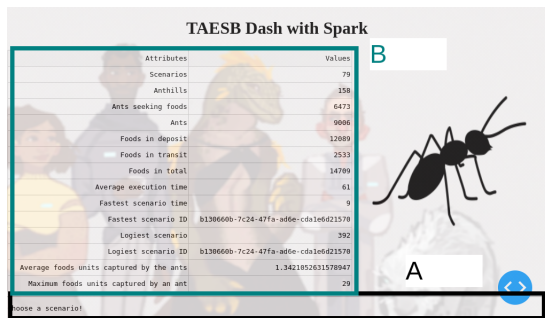 TAESB Dash with Spark
Attributes Values
Scenarios 79
Anthills 158
Ants seeking foods 6473
Ants 9006
Foods in deposit 12089
Foods in transit 2533
Foods in total 14709
Average execution time 61
Fastest scenario time 9
Fastest scenario ID b130660b-7c24-47fa-ad6e-cda1e6d21570
Logiest scenario 392
Logiest scenario ID b130660b-7c24-47fa-ad6e-cda1e6d21570
Average foods units captured by the ants 1.3421052631578947
Maximum foods units captured by an ant 29
B
A
hoose a scenario!